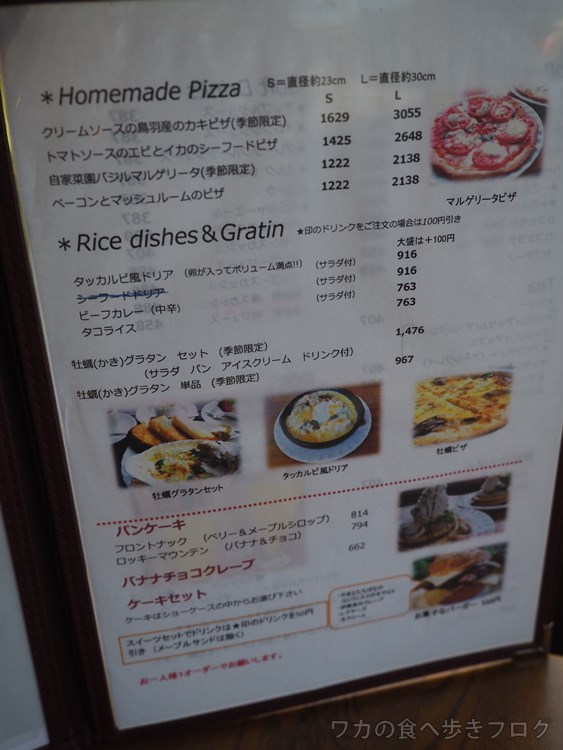 ＊Homemade Pizza S＝直径約23cm L＝直径約30cm
S L
クリームソースの鳥羽産のカキピザ(季節限定) 1629 3055
トマトソースのエビとイカのシーフードピザ 1425 2648
自家菜園バジルマルゲリータ(季節限定) 1222 2138
ベーコンとマッシュルームのピザ 1222 2138
マルゲリータピザ
＊Rice dishes＆Gratin ★印のドリンクをご注文の場合は100円引き
大盛は＋100円
タッカルビ風ドリア (卵が入ってボリューム満点!!) (サラダ付) 916
シーフードドリア (サラダ付) 916
ビーフカレー (中辛) (サラダ付) 763
タコライス 763
牡蠣(かき)グラタン セット (季節限定) 1,476
(サラダ パン アイスクリーム ドリンク付)
牡蠣(かき)グラタン 単品 (季節限定) 967
牡蠣グラタンセット
タッカルビ風ドリア
牡蠣ピザ
パンケーキ
フロントナック (ベリー＆メープルシロップ) 814
ロッキーマウンテン (バナナ＆チョコ) 794
バナナチョコクレープ 662
ケーキセット
ケーキはショーケースの中からお選び下さい
スイーツセットでドリンクは★印のドリンクを50円
引き (メープルサンドは除く)
お一人様1オーダーでお願いします。
ワカの食べ歩きブログ